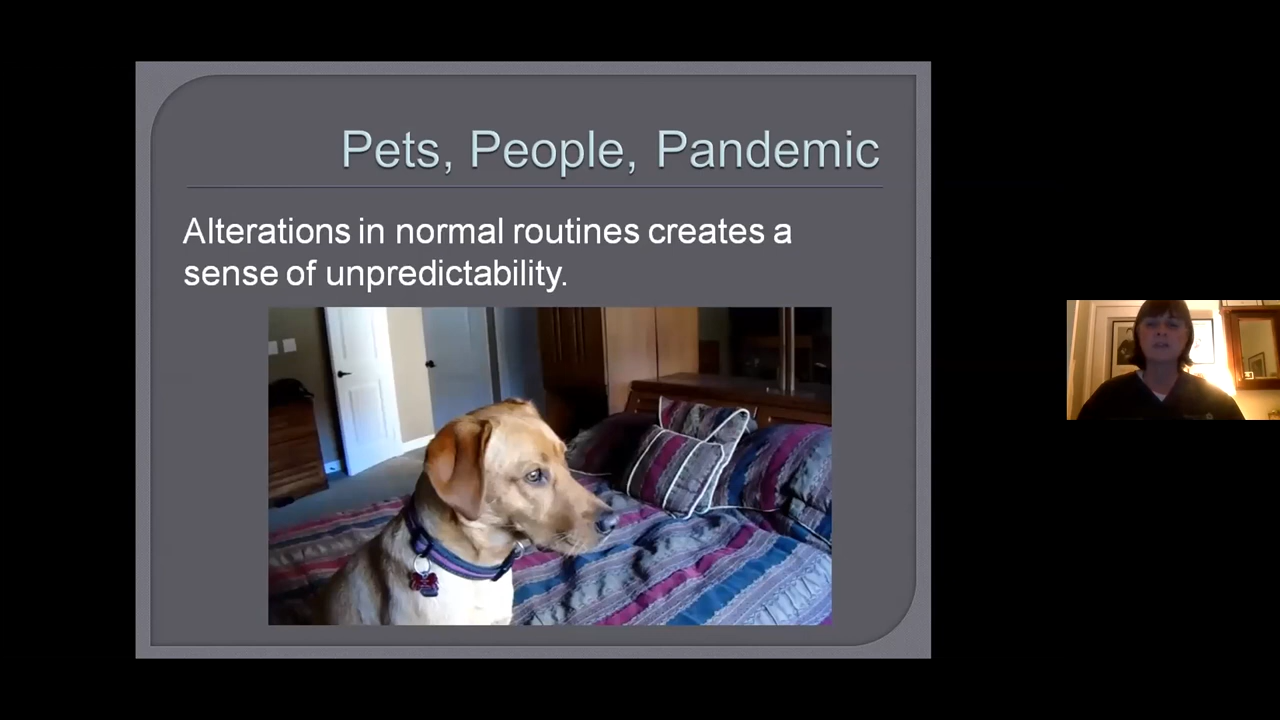 Pets, People, Pandemic
Alterations in normal routines creates a
sense of unpredictability.